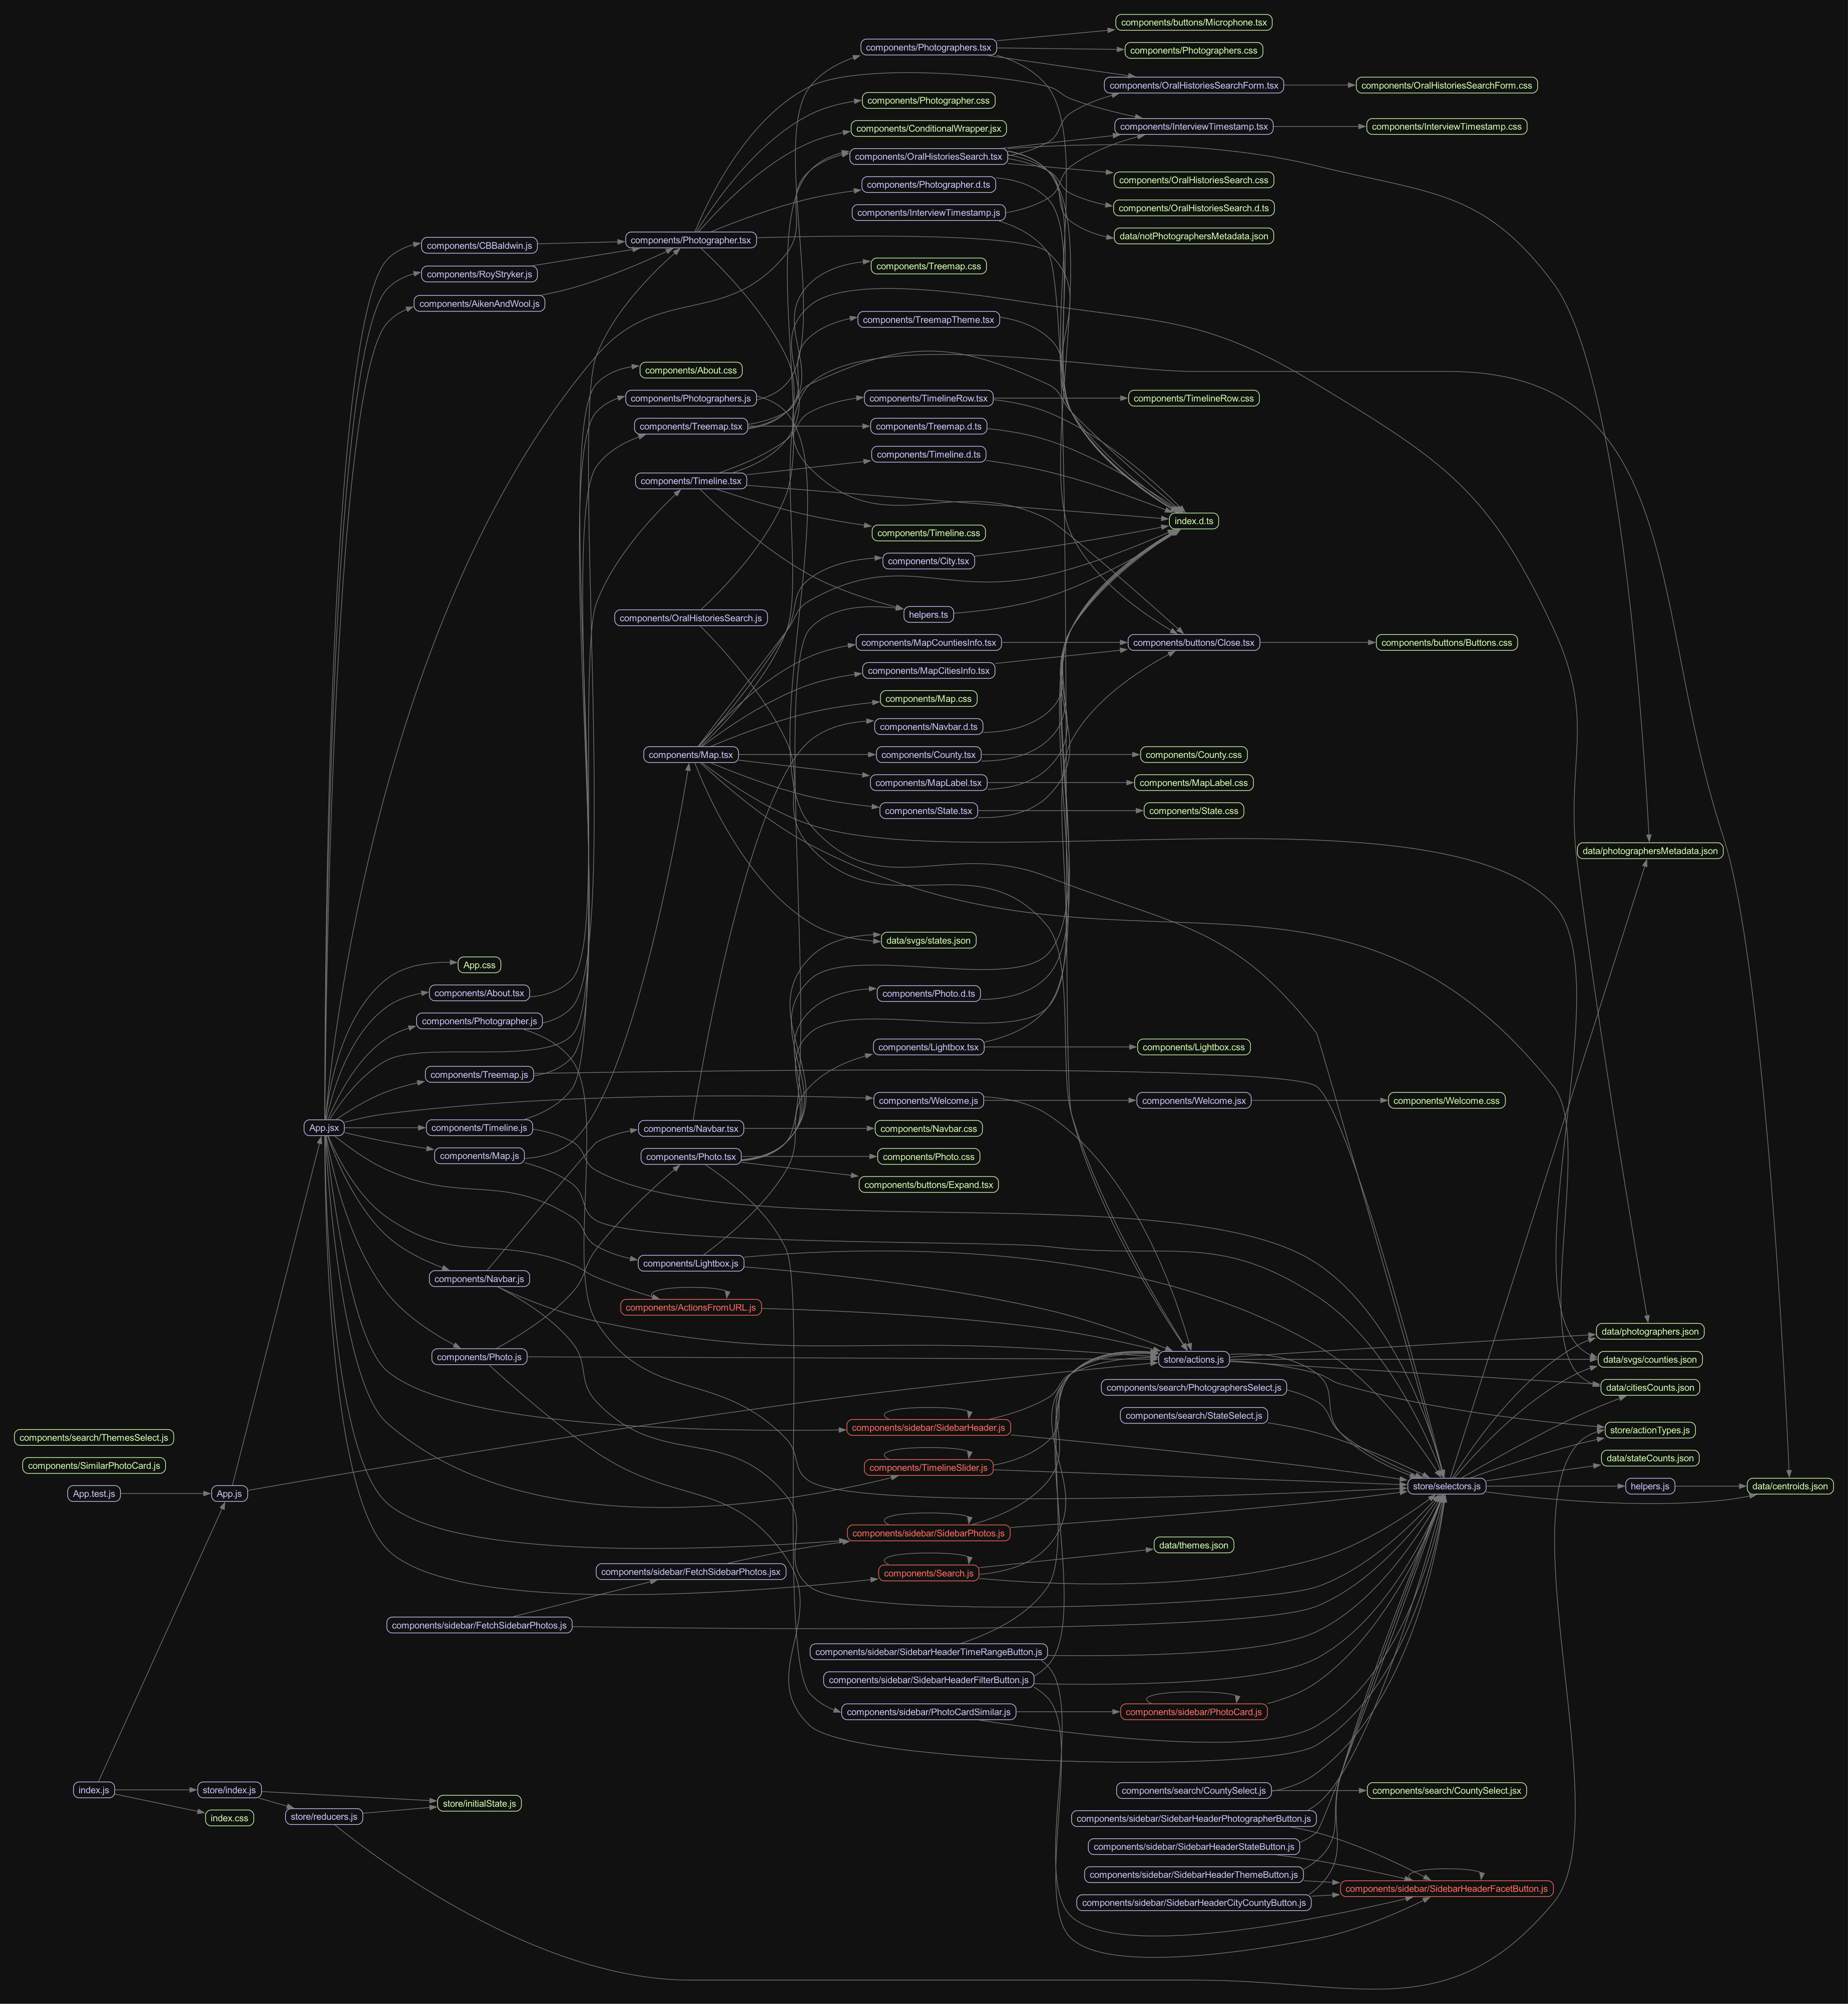 components/buttons/Microphone.tsx
components/Photographers.tsx
components/Photographers.css
components/OralHistoriesSearchForm.tsx
components/OralHistoriesSearchForm.css
components/Photographer.css
components/InterviewTimestamp.tsx
components/InterviewTimestamp.css
components/ConditionalWrapper.jsx
components/OralHistoriesSearch.tsx
components/OralHistoriesSearch.css
components/Photographer.d.ts
components/OralHistoriesSearch.d.ts
components/InterviewTimestamp.js
data/notPhotographersMetadata.json
components/Photographer.tsx
components/CBBaldwin.js
components/Treemap.css
components/RoyStryker.js
components/AikenAndWool.js
components/TreemapTheme.tsx
components/About.css
components/Photographers.js
components/TimelineRow.tsx
components/TimelineRow.css
components/Treemap.tsx
components/Treemap.d.ts
components/Timeline.d.ts
components/Timeline.tsx
index.d.ts
components/Timeline.css
components/City.tsx
helpers.ts
components/OralHistoriesSearch.js
components/MapCountiesInfo.tsx
components/buttons/Close.tsx
components/buttons/Buttons.css
components/MapCitiesInfo.tsx
components/Map.css
components/Navbar.d.ts
components/Map.tsx
components/County.tsx
components/County.css
components/MapLabel.tsx
components/MapLabel.css
components/State.tsx
components/State.css
data/photographersMetadata.json
data/svgs/states.json
App.css
components/About.tsx
components/Photo.d.ts
components/Photographer.js
components/Lightbox.tsx
components/Lightbox.css
components/Treemap.js
components/Welcome.js
components/Welcome.jsx
components/Welcome.css
App.jsx
components/Timeline.js
components/Navbar.tsx
components/Navbar.css
components/Map.js
components/Photo.tsx
components/Photo.css
components/buttons/Expand.tsx
components/Lightbox.js
components/Navbar.js
components/ActionsFromURL.js
data/photographers.json
components/Photo.js
store/actions.js
data/svgs/counties.json
components/search/PhotographersSelect.js
data/citiesCounts.json
components/search/StateSelect.js
components/sidebar/SidebarHeader.js
store/actionTypes.js
components/search/ThemesSelect.js
data/stateCounts.json
components/SimilarPhotoCard.js
components/TimelineSlider.js
store/selectors.js
helpers.js
data/centroids.json
App.test.js
App.js
components/sidebar/SidebarPhotos.js
data/themes.json
components/sidebar/FetchSidebarPhotos.jsx
components/Search.js
components/sidebar/FetchSidebarPhotos.js
components/sidebar/SidebarHeaderTimeRangeButton.js
components/sidebar/SidebarHeaderFilterButton.js
components/sidebar/PhotoCardSimilar.js
components/sidebar/PhotoCard.js
index.js
store/index.js
components/search/CountySelect.js
components/search/CountySelect.jsx
store/initialState.js
index.css
store/reducers.js
components/sidebar/SidebarHeaderPhotographerButton.js
components/sidebar/SidebarHeaderStateButton.js
components/sidebar/SidebarHeaderThemeButton.js
components/sidebar/SidebarHeaderFacetButton.js
components/sidebar/SidebarHeaderCityCountyButton.js